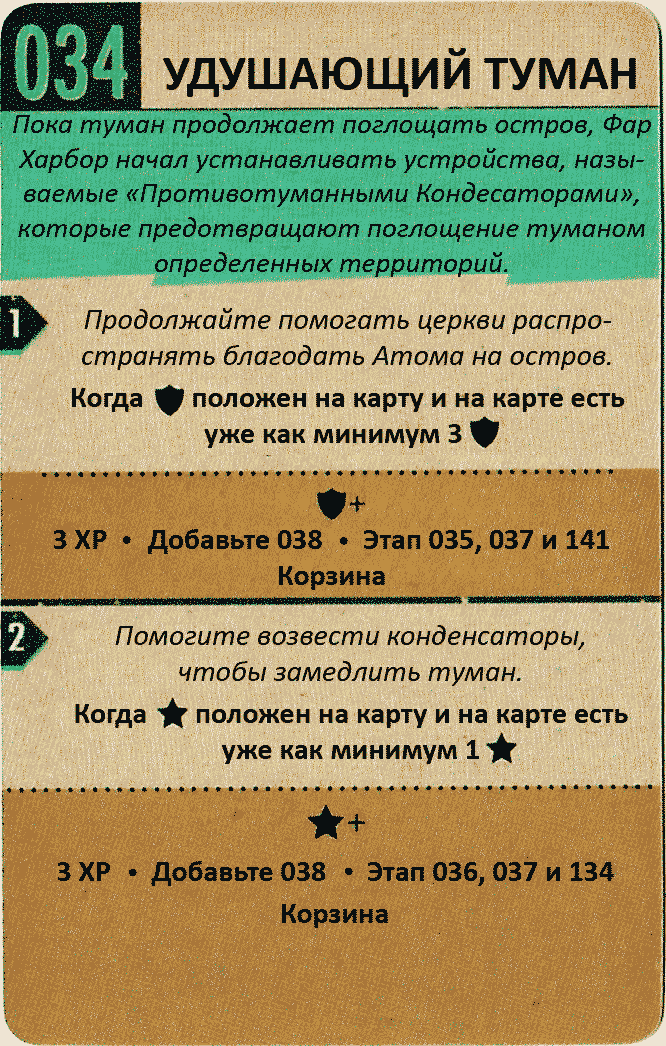 034
УДУШАЮЩИЙ ТУМАН
Пока туман продолжает поглощать остров, Фар
Харбор начал устанавливать устройства, назы-
ваемые «Противотуманными Кондесаторами»,
которые предотвращают поглощение туманом
определенных территорий.
1
Продолжайте помогать церкви распро-
странять благодать Атома на остров.
Когда положен на карту и на карте есть
уже как минимум 3
+
3 XP • Добавьте 038 • Этап 035, 037 и 141
Корзина
2
Помогите возвести конденсаторы,
чтобы замедлить туман.
Когда ★ положен на карту и на карте есть
уже как минимум 1 ★
★+
3 XP • Добавьте 038 • Этап 036, 037 и 134
Корзина